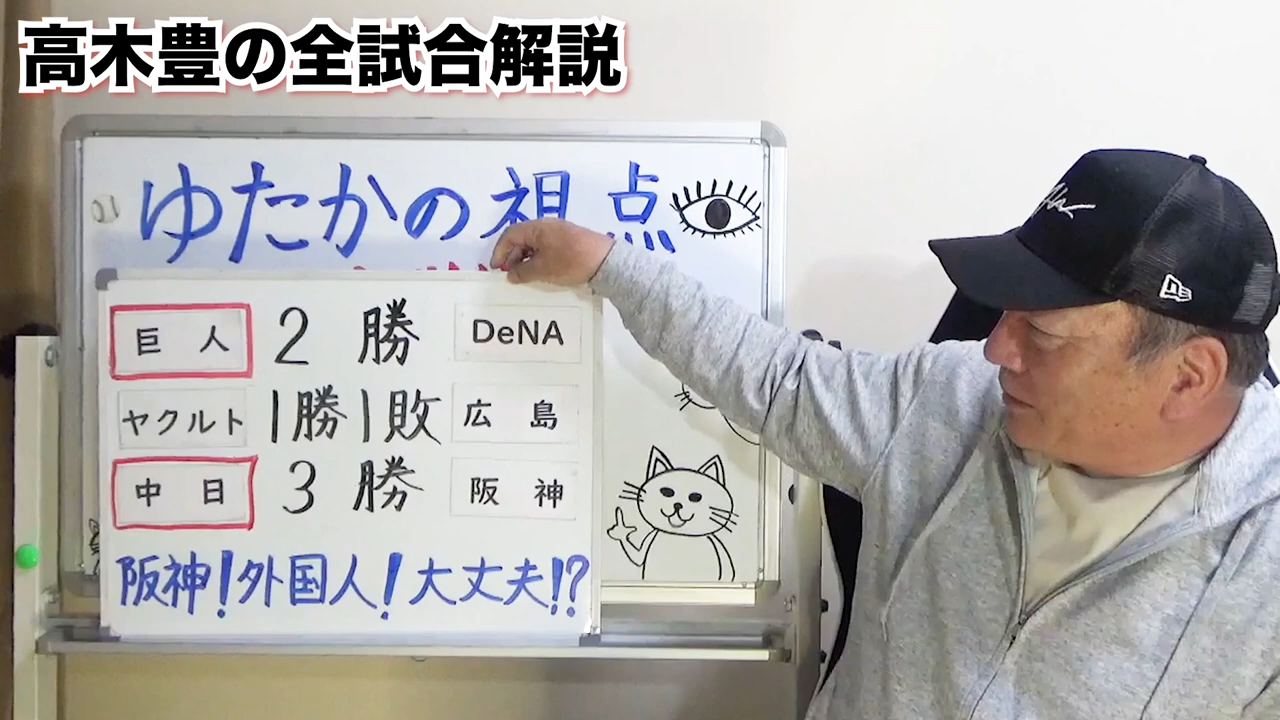 高木豊の全試合解説
ゆたかの視点
巨人 2勝 DeNA
ヤクルト 1勝1敗 広島
中日 3勝 阪神
阪神!外国人!大丈夫!?